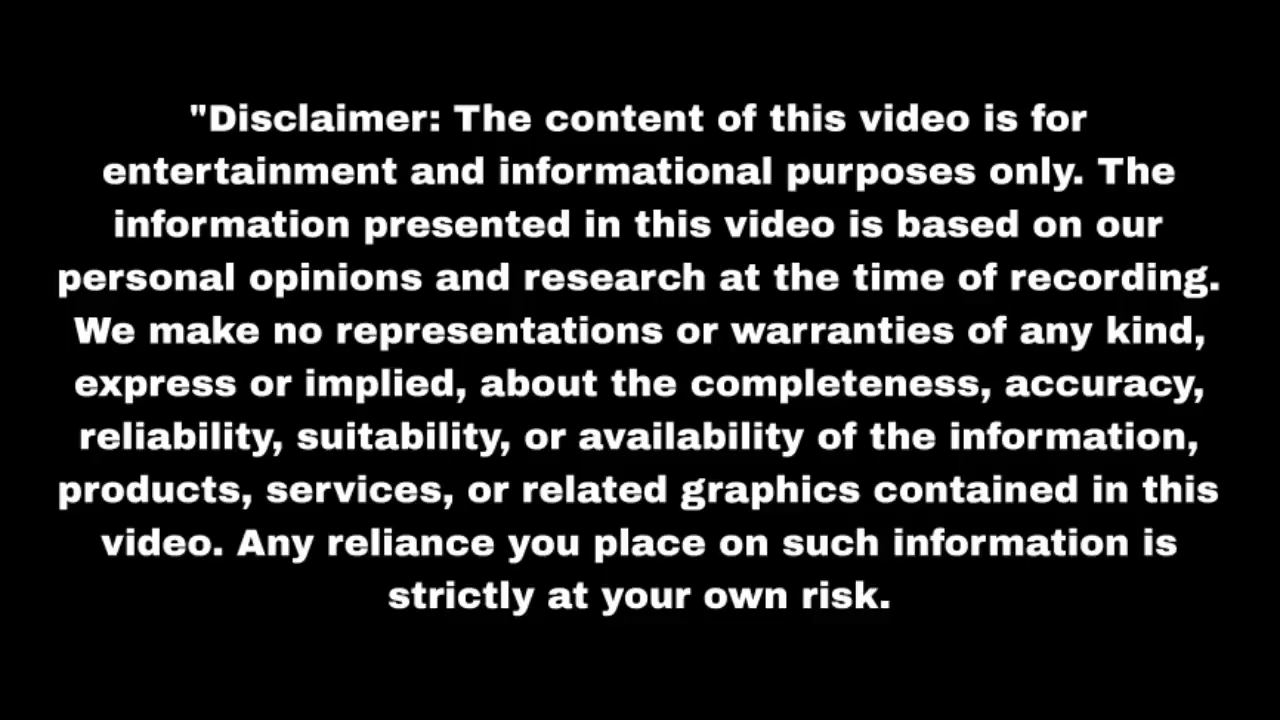 "Disclaimer: The content of this video is for
entertainment and informational purposes only. The
information presented in this video is based on our
personal opinions and research at the time of recording.
We make no representations or warranties of any kind,
express or implied, about the completeness, accuracy,
reliability, suitability, or availability of the information,
products, services, or related graphics contained in this
video. Any reliance you place on such information is
strictly at your own risk.